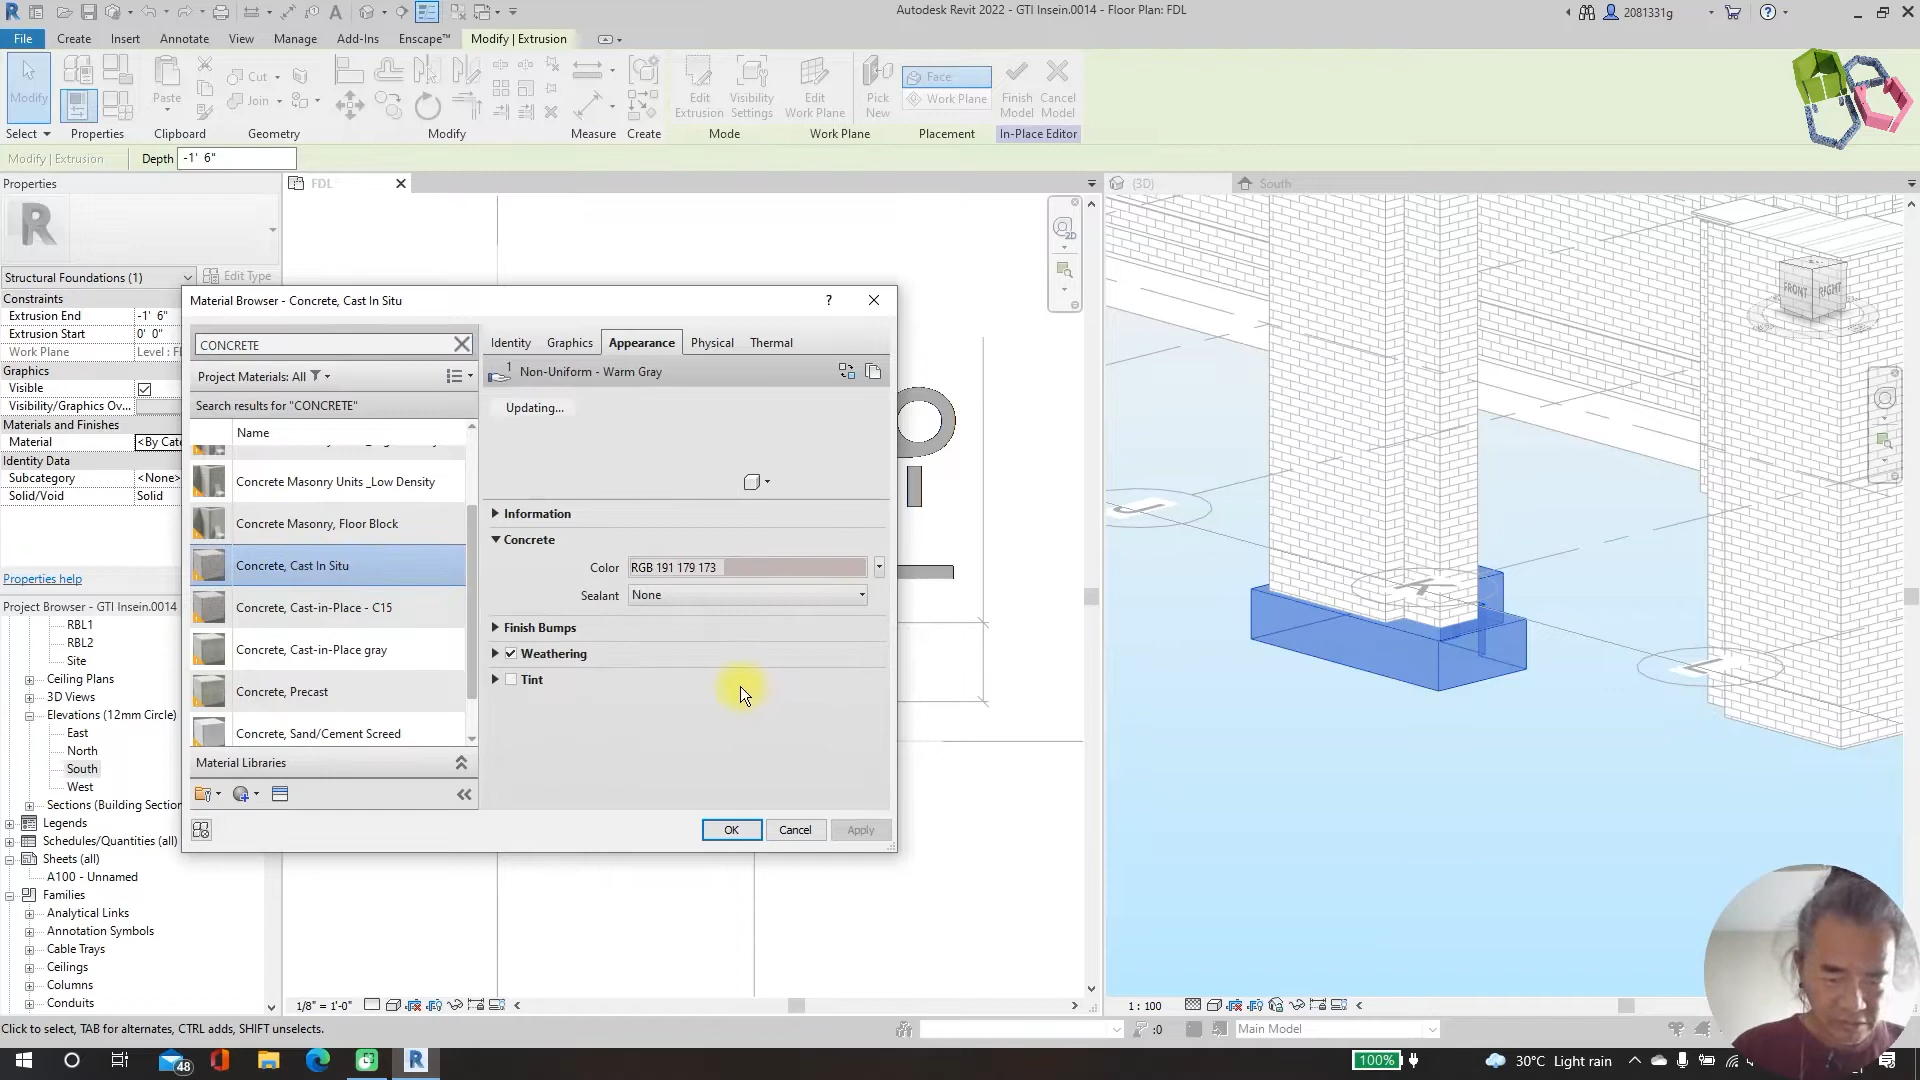 Autodesk Revit 2022 - GTI Insein.0014 - Floor Plan: FDL
2081331g
File Create Insert Annotate View Manage Add-Ins Enscape™ Modify | Extrusion
Modify
Paste
Cut
Join
Edit Extrusion
Visibility Settings
Edit Work Plane
Pick New
Face
Work Plane
Finish Model
Cancel Model
Select Properties Clipboard Geometry Modify Measure Create Mode Work Plane Placement In-Place Editor
Modify | Extrusion Depth -1' 6"
Properties
FDL
(3D)
South
R
Structural Foundations (1)
Edit Type
Constraints
Extrusion End -1' 6"
Extrusion Start 0' 0"
Work Plane Level : F
Graphics
Visible
Visibility/Graphics Ov...
Materials and Finishes
Material <By Cate
Identity Data
Subcategory <None>
Solid/Void Solid
Properties help
Project Browser - GTI Insein.0014
RBL1
RBL2
Site
Ceiling Plans
3D Views
Elevations (12mm Circle)
East
North
South
West
Sections (Building Section
Legends
Schedules/Quantities (all)
Sheets (all)
A100 - Unnamed
Families
Analytical Links
Annotation Symbols
Cable Trays
Ceilings
Columns
Conduits
Material Browser - Concrete, Cast In Situ
?
CONCRETE
Project Materials: All
Search results for "CONCRETE"
Name
Concrete Masonry Units _Low Density
Concrete Masonry, Floor Block
Concrete, Cast In Situ
Concrete, Cast-in-Place - C15
Concrete, Cast-in-Place gray
Concrete, Precast
Concrete, Sand/Cement Screed
Material Libraries
Identity Graphics Appearance Physical Thermal
1 Non-Uniform - Warm Gray
Updating...
Information
Concrete
Color RGB 191 179 173
Sealant None
Finish Bumps
Weathering
Tint
OK Cancel Apply
2D
FRONT RIGHT
1/8" = 1'-0"
1 : 100
Click to select, TAB for alternates, CTRL adds, SHIFT unselects.
:0
Main Model
48
100%
30°C Light rain